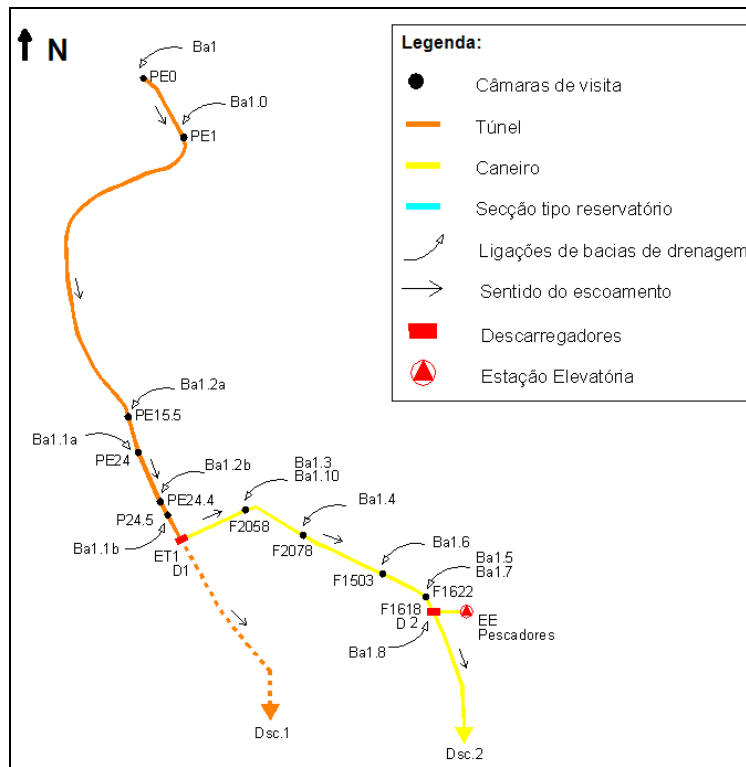 N
Ba1
PE0
Ba1.0
PE1
Ba1.2a
PE15.5
Ba1.1a
PE24
Ba1.2b
PE24.4
P24.5
Ba1.1b
ET1
D1
Ba1.3
Ba1.10
F2058
Ba1.4
F2078
Ba1.6
F1503
Ba1.5
Ba1.7
F1622
F1618
D 2
EE
Pescadores
Ba1.8
Dsc.1
Dsc.2
Legenda:
Câmaras de visita
Túnel
Caneiro
Secção tipo reservatório
Ligações de bacias de drenagem
Sentido do escoamento
Descarregadores
Estação Elevatória